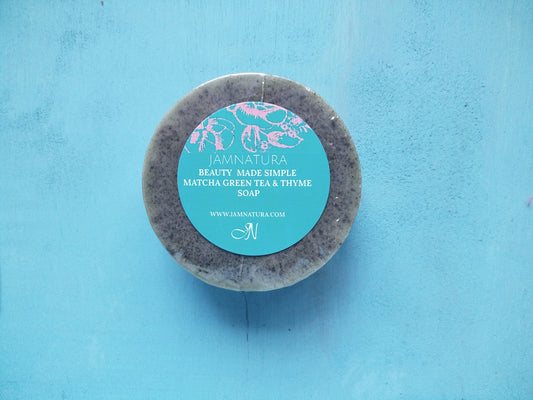 JAMNATURA
BEAUTY MADE SIMPLE
MATCHA GREEN TEA & THYME
SOAP
WWW.JAMNATURA.COM
JN